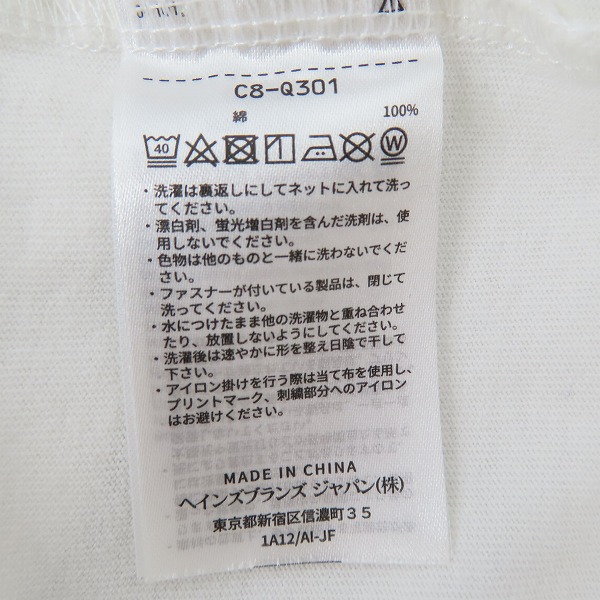 C8-Q301
綿 100%
40
W
・洗濯は裏返しにしてネットに入れて洗っ
てください。
・漂白剤、蛍光増白剤を含んだ洗剤は、使
用しないでください。
・色物は他のものと一緒に洗わないでくだ
さい。
・ファスナーが付いている製品は、閉じて
洗ってください。
・水につけたまま他の洗濯物と重ね合わせ
たり、放置しないようにしてください。
・洗濯後は速やかに形を整え日陰で干して
下さい。
・アイロン掛けを行う際は当て布を使用し、
プリントマーク、刺繍部分へのアイロン
はお避けください。
MADE IN CHINA
ヘインズブランズ ジャパン(株)
東京都新宿区信濃町35
1A12/AI-JF